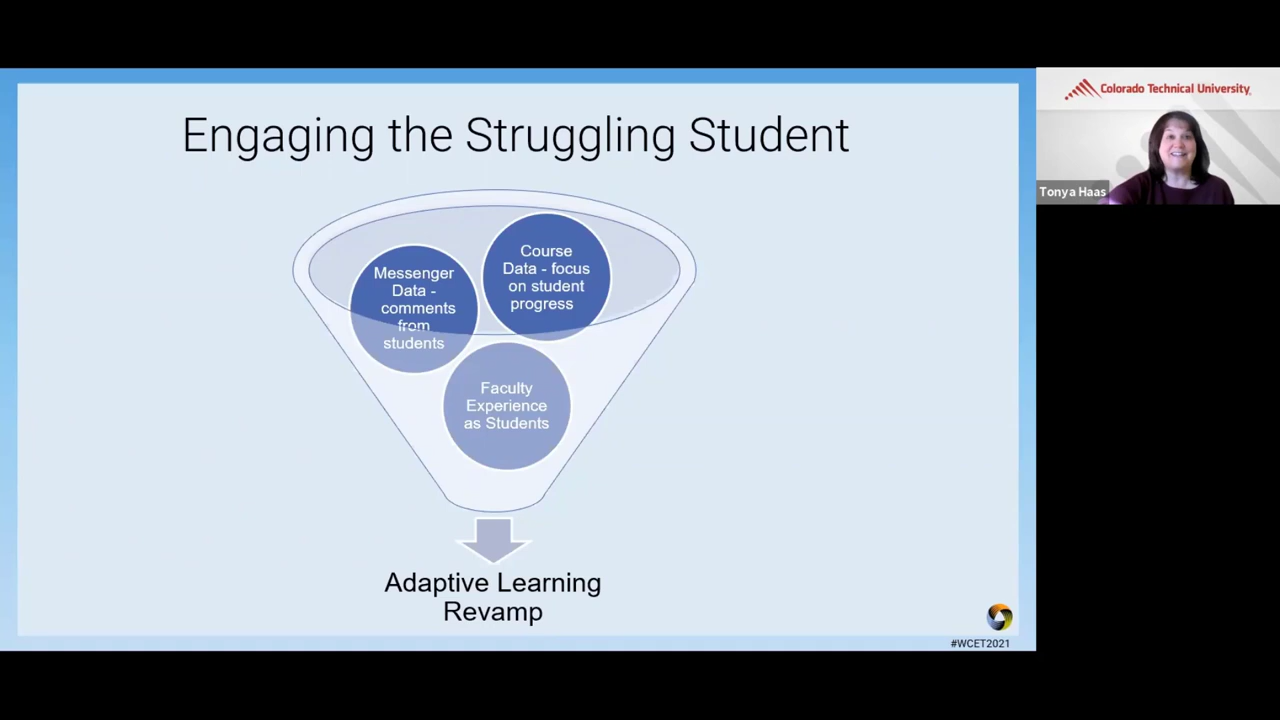 Engaging the Struggling Student
Messenger
Data -
comments
from
students
Course
Data - focus
on student
progress
Faculty
Experience
as Students
Adaptive Learning
Revamp
#WCET2021
Colorado Technical University
Tonya Haas